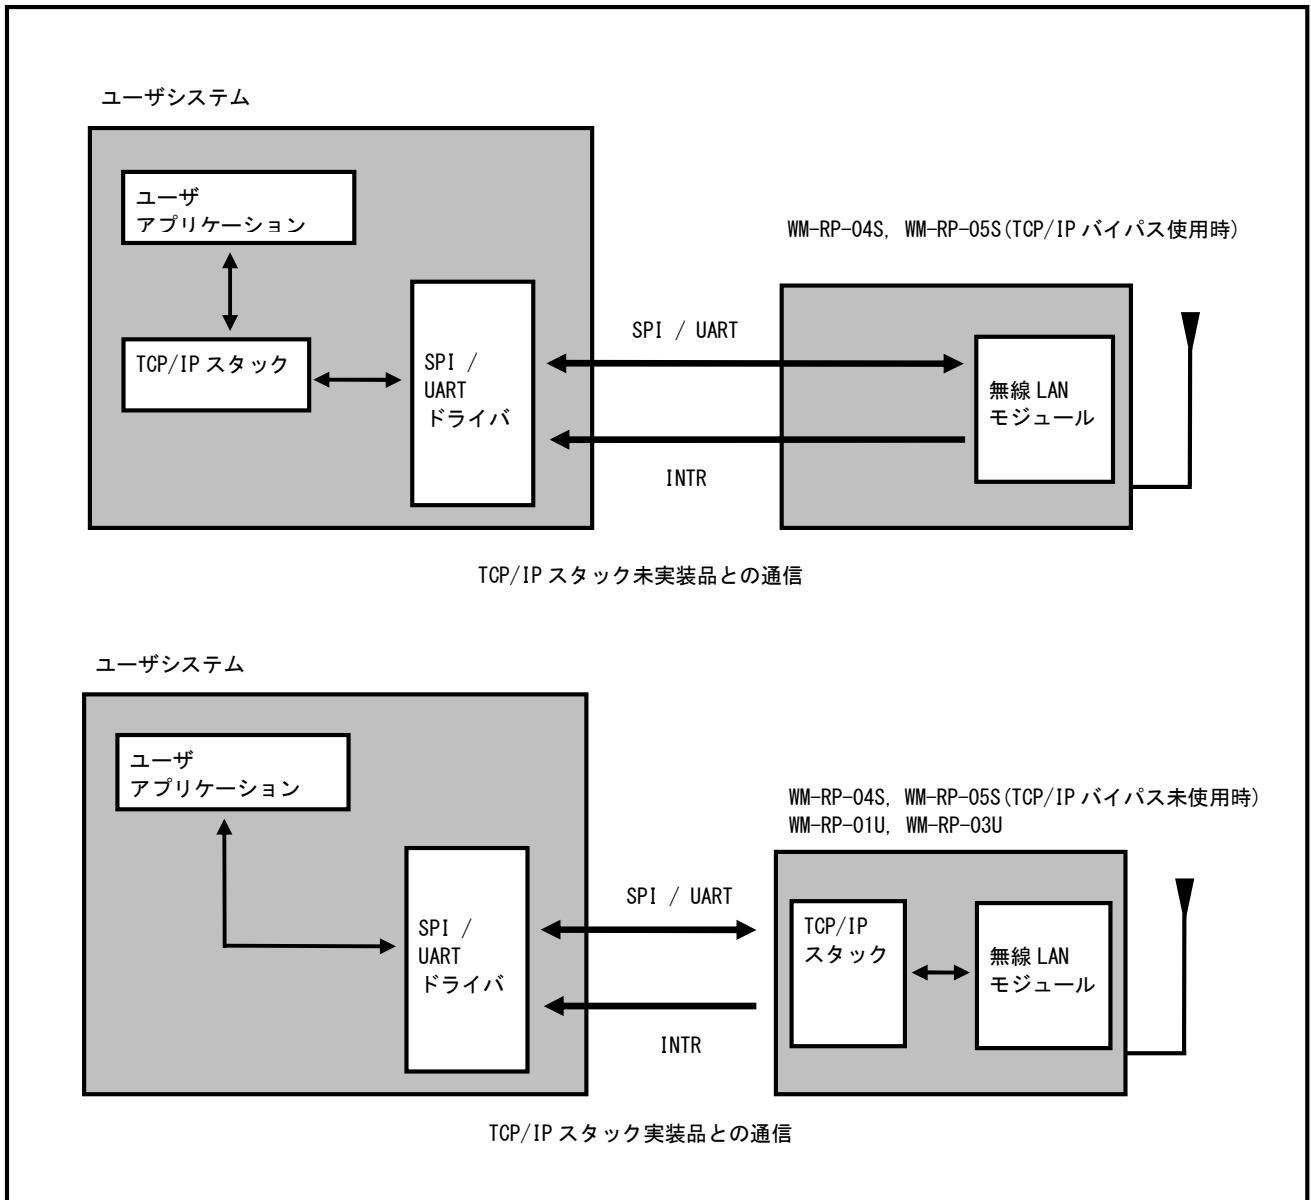 ユーザシステム
ユーザ
アプリケーション
WM-RP-04S, WM-RP-05S(TCP/IP バイパス使用時)
SPI / UART
TCP/IP スタック
SPI /
UART
ドライバ
無線 LAN
モジュール
INTR
TCP/IP スタック未実装品との通信
ユーザシステム
ユーザ
アプリケーション
WM-RP-04S, WM-RP-05S(TCP/IP バイパス未使用時)
WM-RP-01U, WM-RP-03U
SPI / UART
SPI /
UART
ドライバ
TCP/IP
スタック
無線 LAN
モジュール
INTR
TCP/IP スタック実装品との通信